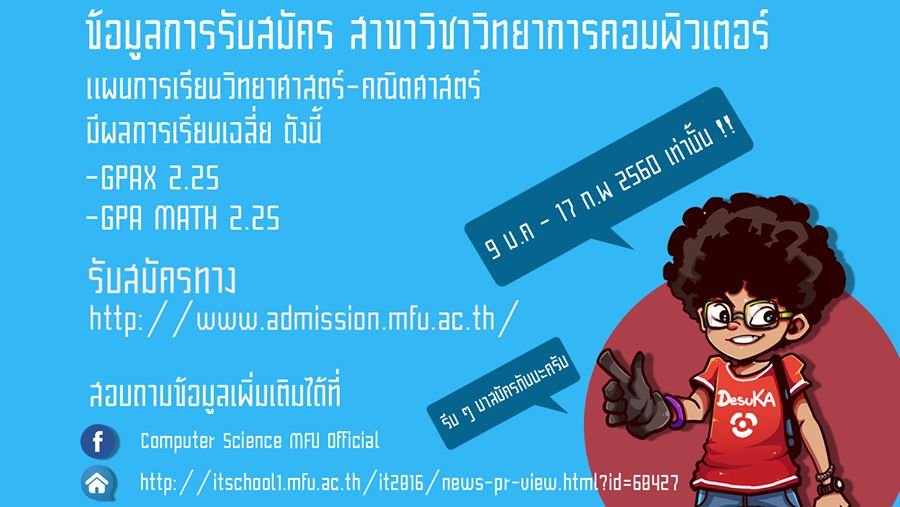 ข้อมูลการรับสมัคร สาขาวิชาวิทยาการคอมพิวเตอร์
แผนการเรียนวิทยาศาสตร์-คณิตศาสตร์
มีผลการเรียนเฉลี่ย ดังนี้
-GPAX 2.25
-GPA MATH 2.25
9 ม.ค - 17 ก.พ 2560 เท่านั้น !!
รับสมัครทาง
http://www.admission.mfu.ac.th/
รีบ ๆ มาสมัครกันนะครับ
สอบถามข้อมูลเพิ่มเติมได้ที่
f Computer Science MFU Official
http://itschool1.mfu.ac.th/it2016/news-pr-view.html?id=60427
DesuKA